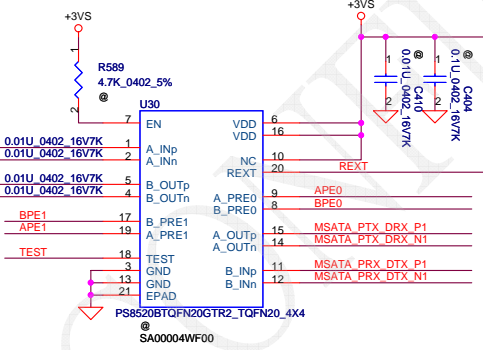 +3VS
+3VS
R589
4.7K_0402_5%
@
1
2
1
2
@
0.01U_0402_16V7K
C410
1
2
@
0.1U_0402_16V7K
C404
U30
7 EN
VDD 6
VDD 16
0.01U_0402_16V7K 1 A_INp
0.01U_0402_16V7K 2 A_INn
NC 10
REXT 20 REXT
0.01U_0402_16V7K 5 B_OUTp
0.01U_0402_16V7K 4 B_OUTn
A_PRE0 9 APE0
B_PRE0 8 BPE0
BPE1 17 B_PRE1
APE1 19 A_PRE1
A_OUTp 15 MSATA_PTX_DRX_P1
A_OUTn 14 MSATA_PTX_DRX_N1
TEST 18 TEST
3 GND
13 GND
21 EPAD
B_INp 11 MSATA_PRX_DTX_P1
B_INn 12 MSATA_PRX_DTX_N1
PS8520BTQFN20GTR2_TQFN20_4X4
@
SA00004WF00